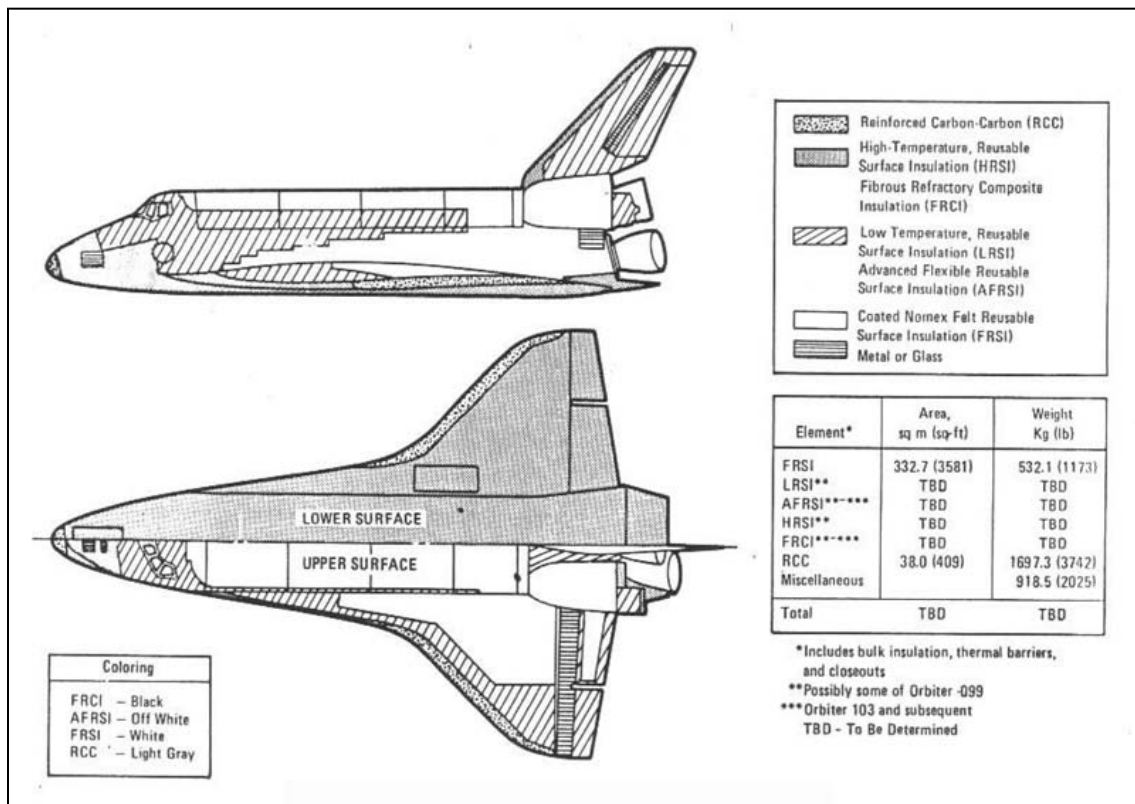 Reinforced Carbon-Carbon (RCC)
High-Temperature, Reusable
Surface Insulation (HRSI)
Fibrous Refractory Composite
Insulation (FRCI)
Low Temperature, Reusable
Surface Insulation (LRSI)
Advanced Flexible Reusable
Surface Insulation (AFRSI)
Coated Nomex Felt Reusable
Surface Insulation (FRSI)
Metal or Glass
LOWER SURFACE
UPPER SURFACE
Element* Area, sq m (sq-ft) Weight Kg (lb)
FRSI 332.7 (3581) 532.1 (1173)
LRSI** TBD TBD
AFRSI**-*** TBD TBD
HRSI** TBD TBD
FRCI**-*** TBD TBD
RCC 38.0 (409) 1697.3 (3742)
Miscellaneous 918.5 (2025)
Total TBD TBD
*Includes bulk insulation, thermal barriers,
and closeouts
**Possibly some of Orbiter -099
***Orbiter 103 and subsequent
TBD - To Be Determined
Coloring
FRCI – Black
AFRSI – Off White
FRSI – White
RCC – Light Gray